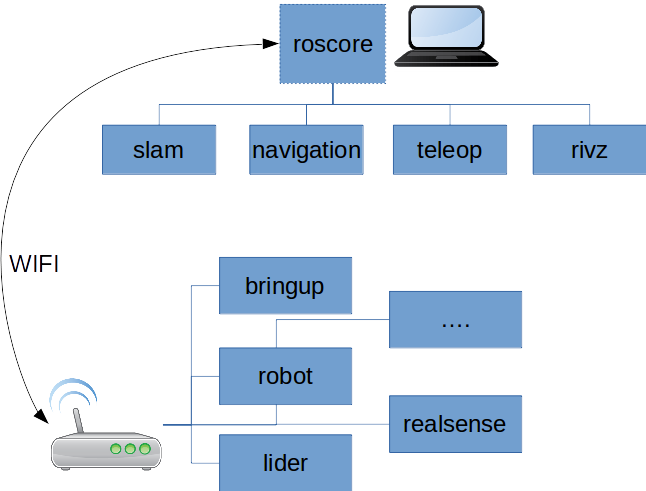 roscore
slam
navigation
teleop
rivz
WIFI
bringup
....
robot
realsense
lider